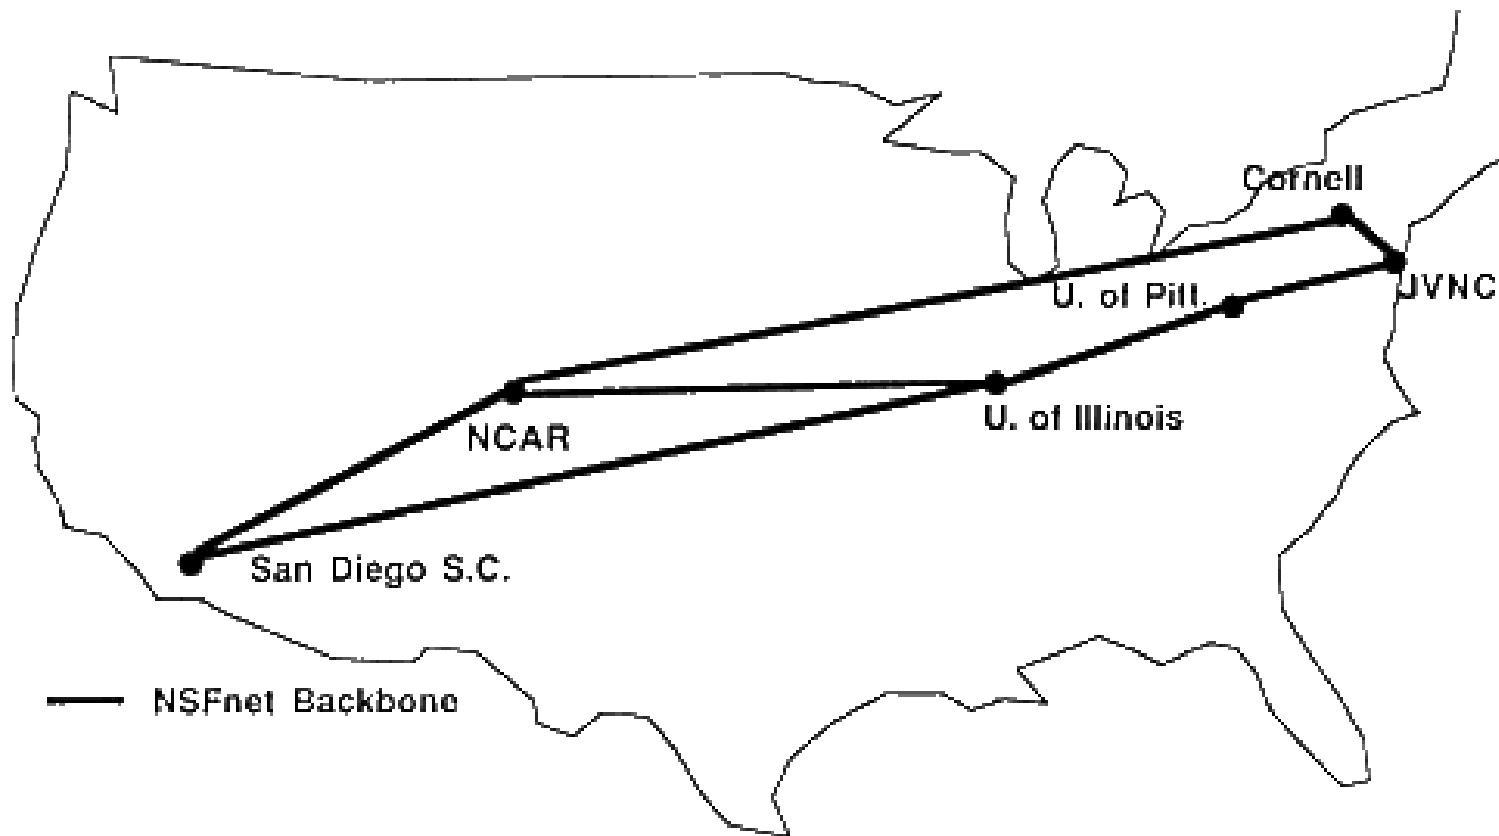 Cornell
U. of Pitt.
JVNC
NCAR
U. of Illinois
San Diego S.C.
NSFnet Backbone